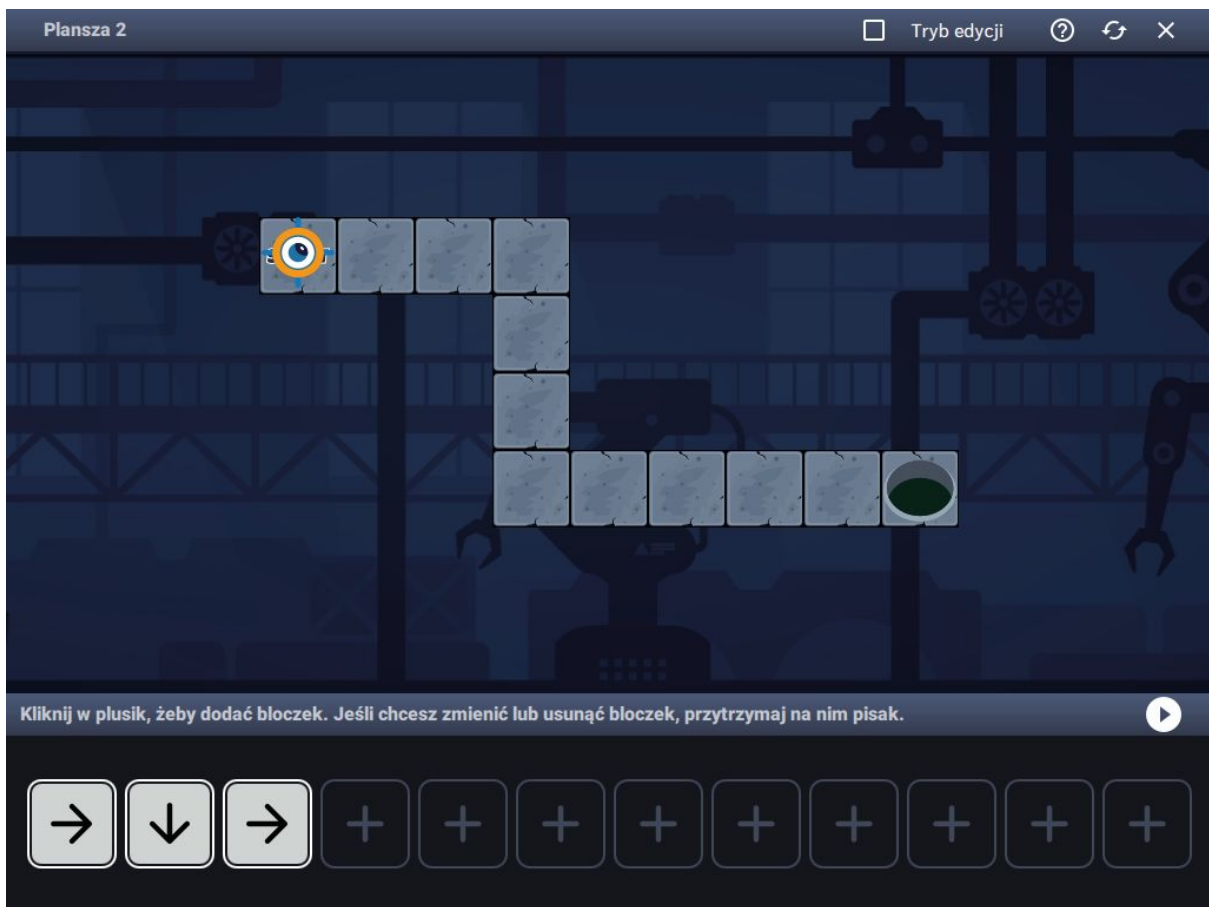 Plansza 2
Tryb edycji
Kliknij w plusik, żeby dodać bloczek. Jeśli chcesz zmienić lub usunąć bloczek, przytrzymaj na nim pisak.